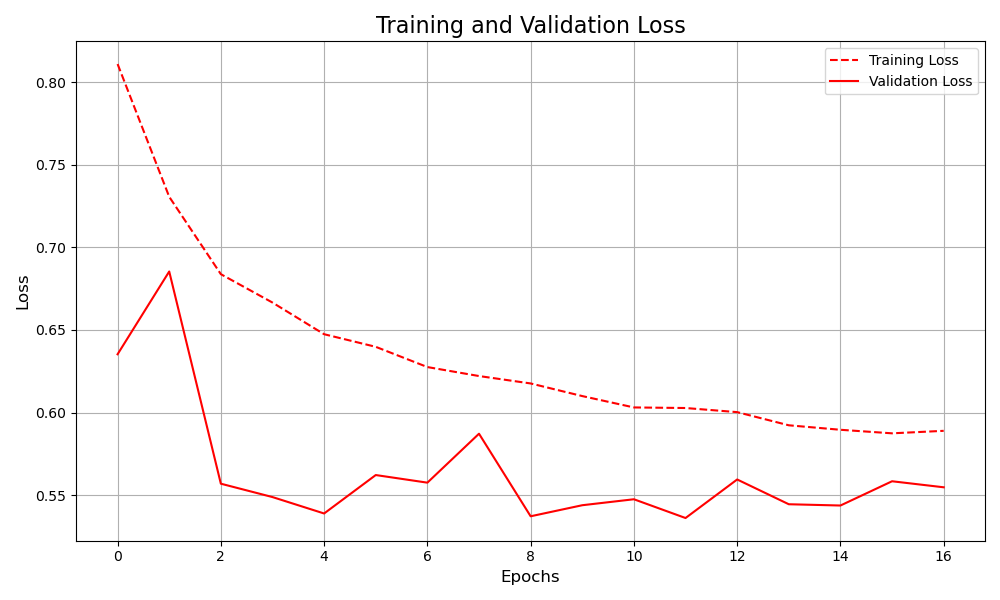 Training and Validation Loss
Training Loss
Validation Loss
0.80
0.75
0.70
0.65
0.60
0.55
Loss
0 2 4 6 8 10 12 14 16
Epochs